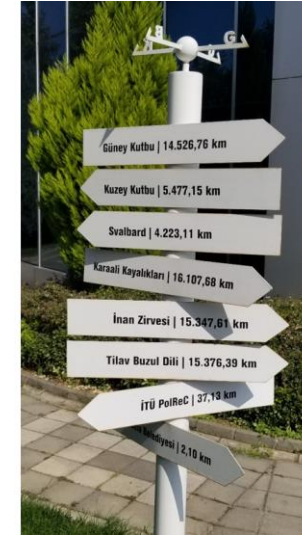 G
Güney Kutbu | 14.526,76 km
Kuzey Kutbu | 5.477,15 km
Svalbard | 4.223,11 km
Karaali Kayalıkları | 16.107,68 km
İnan Zirvesi | 15.347,61 km
Tilav Buzul Dili | 15.376,39 km
İTÜ PolReC | 37,13 km
Belediyesi | 2,10 km